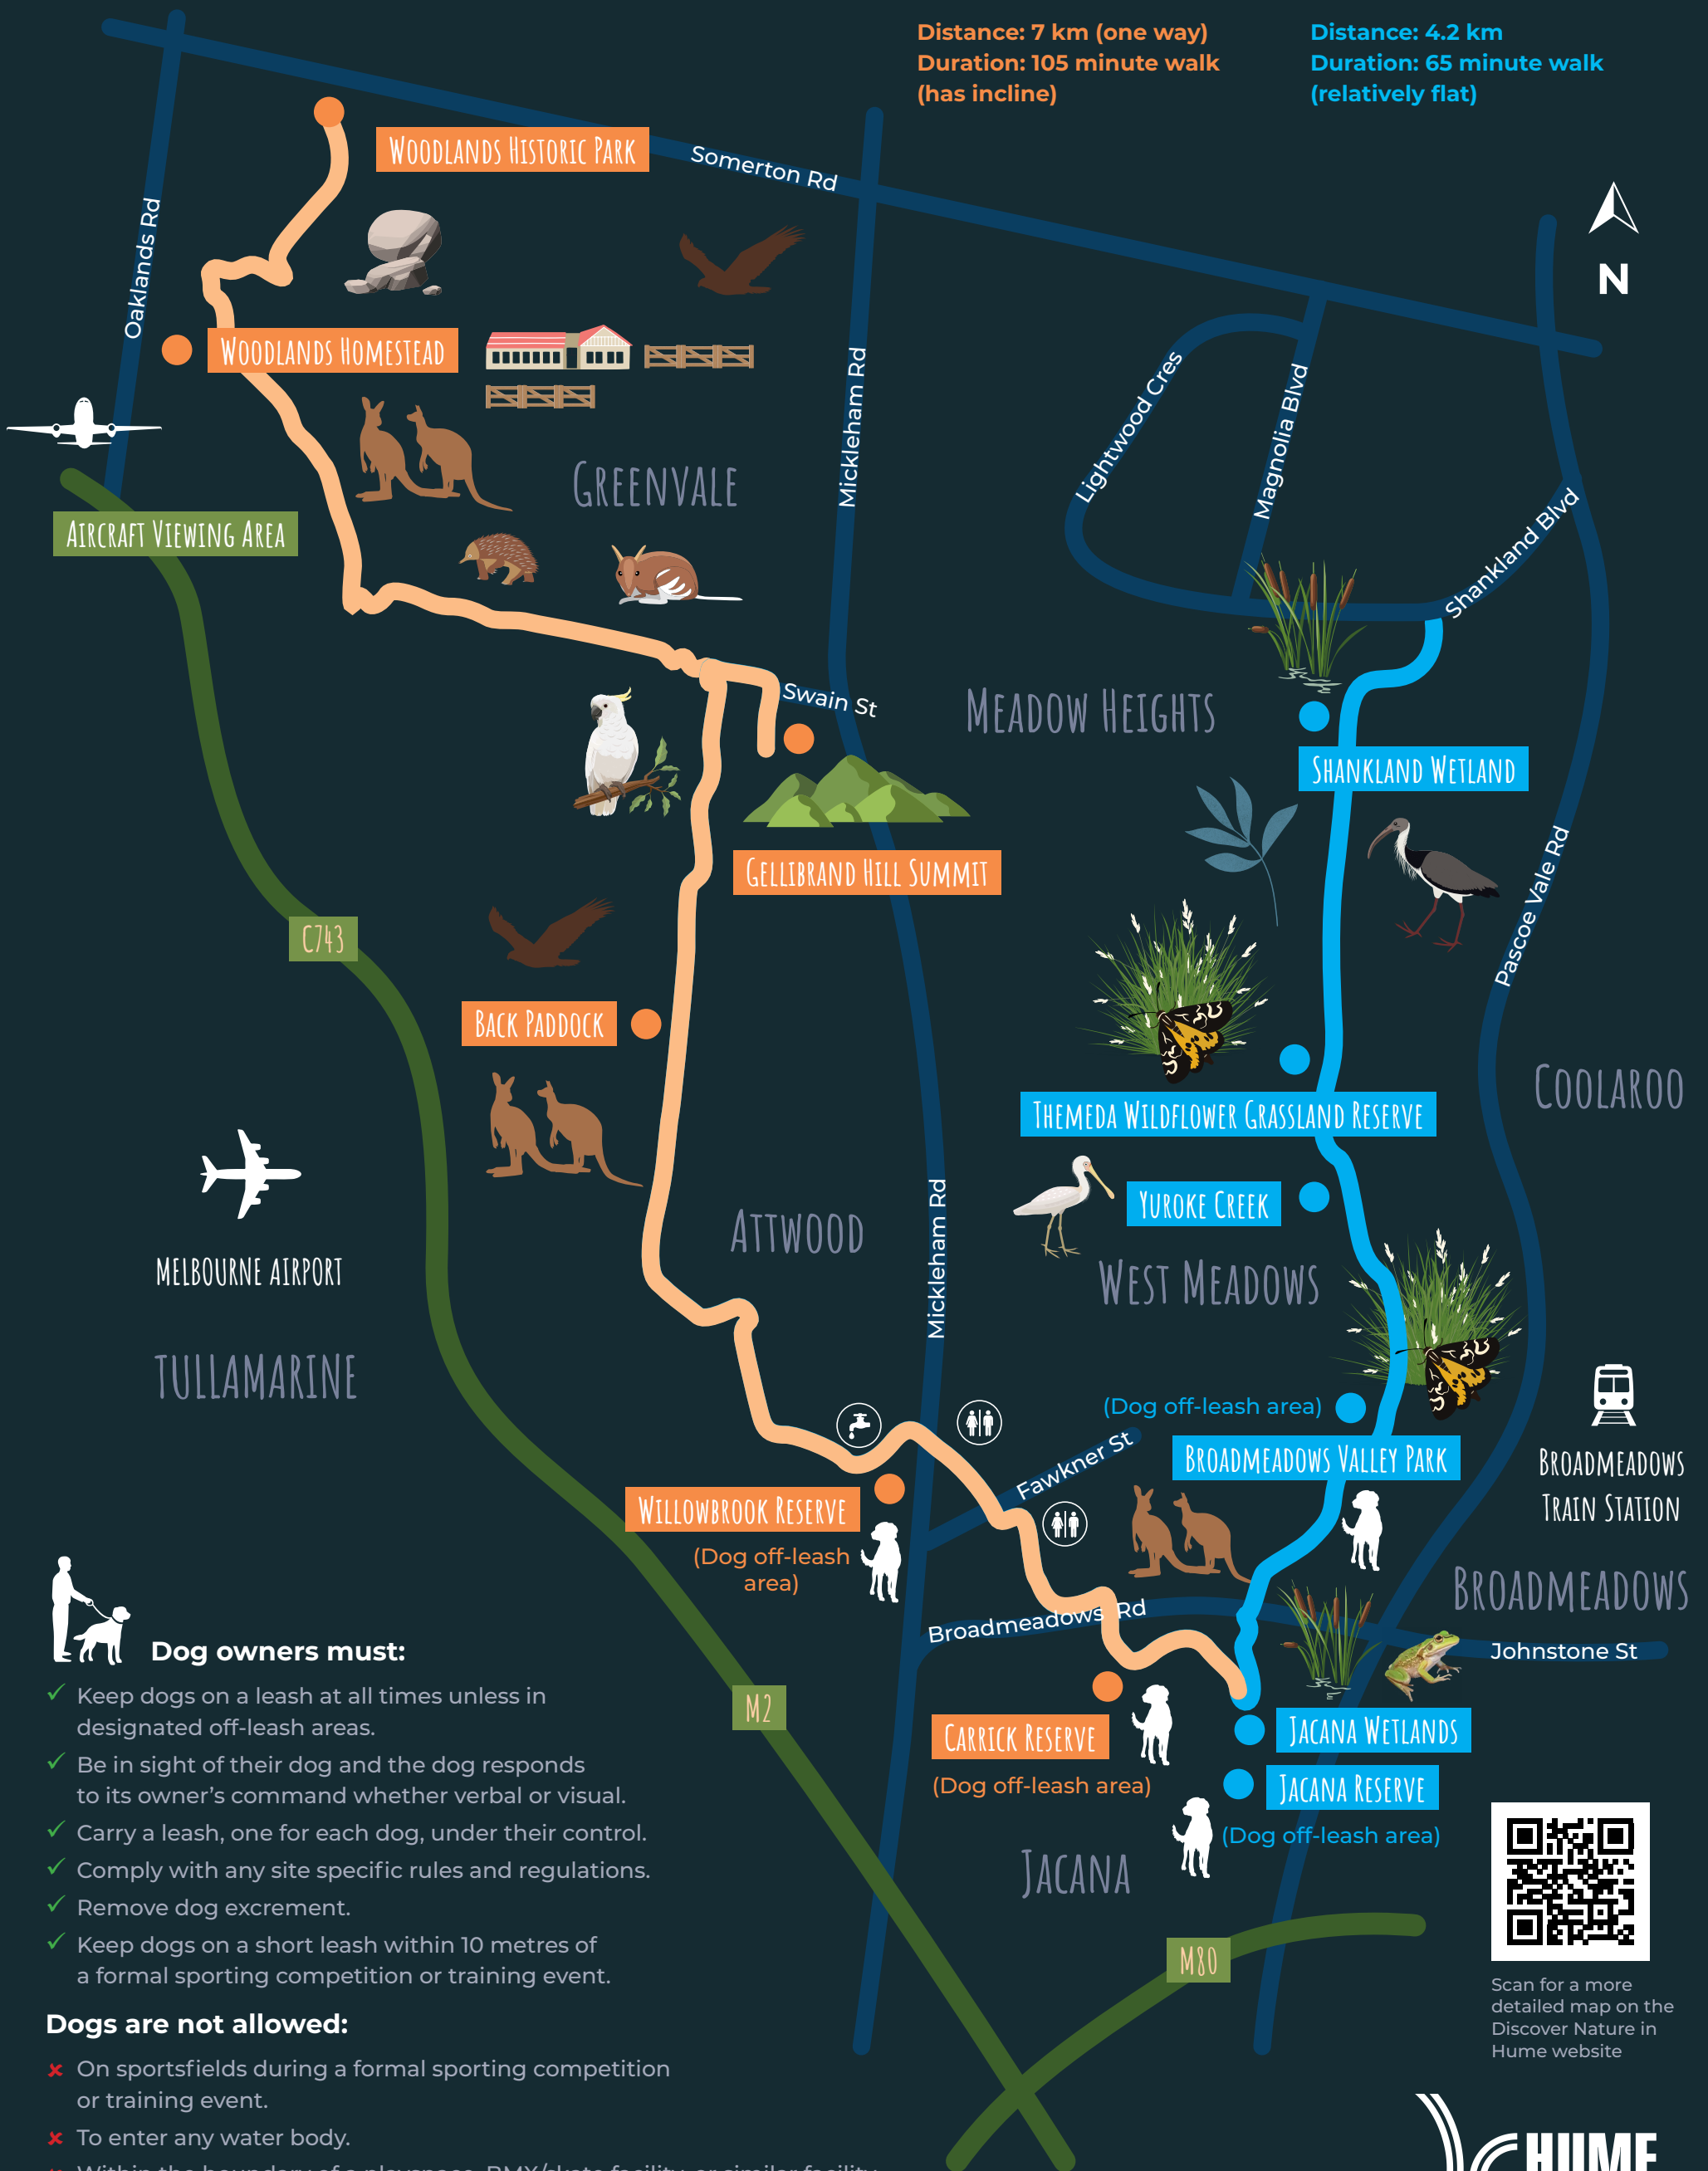 Distance: 7 km (one way)
Duration: 105 minute walk
(has incline)
Distance: 4.2 km
Duration: 65 minute walk
(relatively flat)
Woodlands Historic Park
Somerton Rd
Oaklands Rd
N
Woodlands Homestead
Mickleham Rd
Lightwood Cres
Magnolia Blvd
Greenvale
Aircraft Viewing Area
Shankland Blvd
Swain St
Meadow Heights
Shankland Wetland
Gellibrand Hill Summit
Pascoe Vale Rd
C743
Back Paddock
Coolaroo
Themeda Wildflower Grassland Reserve
Yuroke Creek
Attwood
Mickleham Rd
West Meadows
Melbourne Airport
Tullamarine
(Dog off-leash area)
Broadmeadows Valley Park
Fawkner St
Broadmeadows
Train Station
Willowbrook Reserve
(Dog off-leash
area)
Broadmeadows
Broadmeadows Rd
Johnstone St
M2
Carrick Reserve
(Dog off-leash area)
Jacana Wetlands
Jacana Reserve
(Dog off-leash area)
Jacana
M80
Dog owners must:
Keep dogs on a leash at all times unless in
designated off-leash areas.
Be in sight of their dog and the dog responds
to its owner’s command whether verbal or visual.
Carry a leash, one for each dog, under their control.
Comply with any site specific rules and regulations.
Remove dog excrement.
Keep dogs on a short leash within 10 metres of
a formal sporting competition or training event.
Dogs are not allowed:
On sportsfields during a formal sporting competition
or training event.
To enter any water body.
Within the boundary of a playspace, BMX/skate facility, or similar facility
Scan for a more
detailed map on the
Discover Nature in
Hume website
HUME